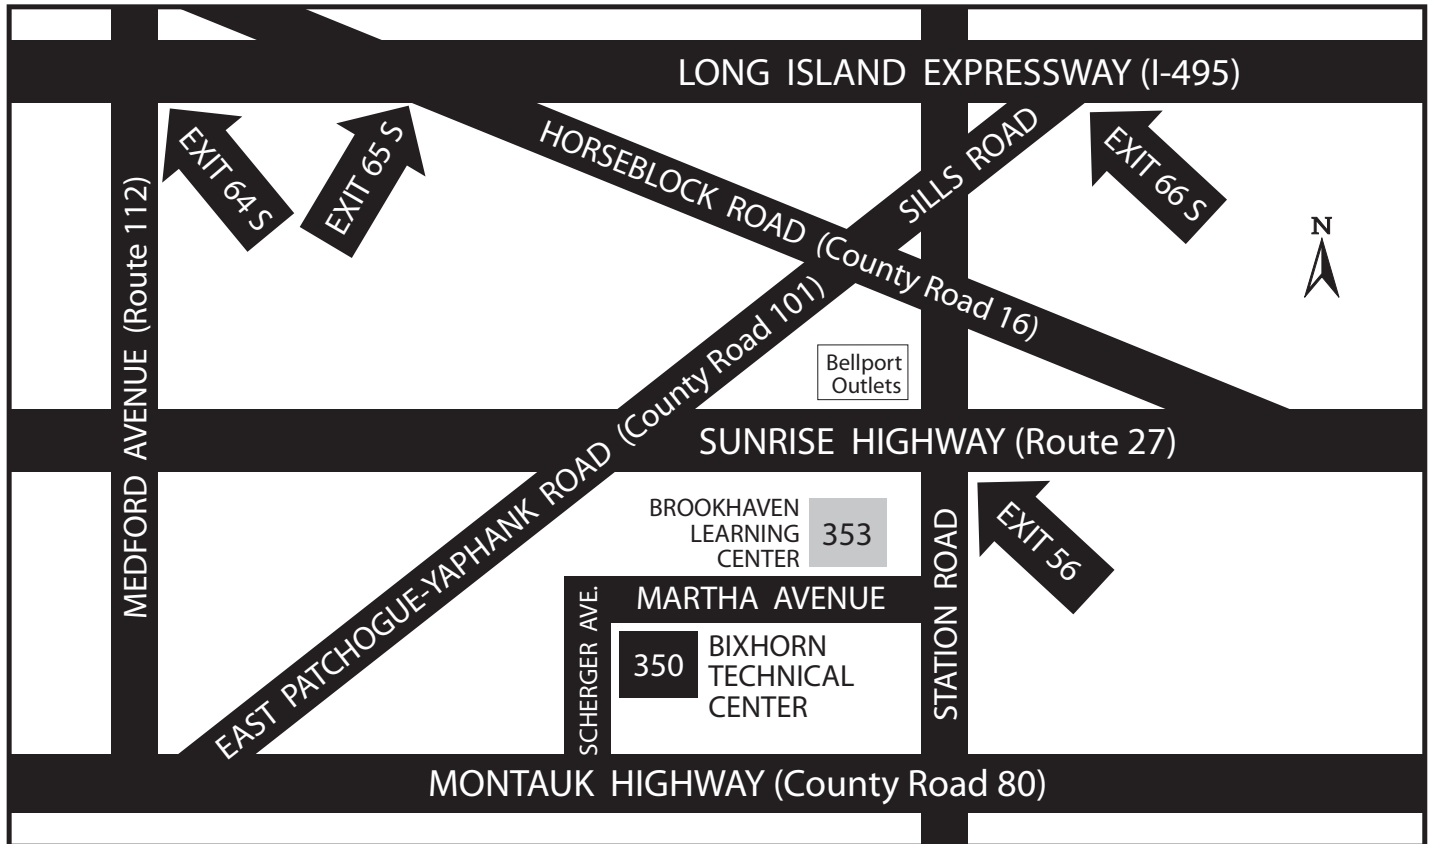 LONG ISLAND EXPRESSWAY (I-495)
EXIT 64 S
EXIT 65 S
HORSEBLOCK ROAD (County Road 16)
SILLS ROAD
EXIT 66 S
N
MEDFORD AVENUE (Route 112)
Bellport
Outlets
EAST PATCHOGUE-YAPHANK ROAD (County Road 101)
SUNRISE HIGHWAY (Route 27)
BROOKHAVEN
LEARNING
CENTER
353
EXIT 56
STATION ROAD
MARTHA AVENUE
SCHERGER AVE.
350
BIXHORN
TECHNICAL
CENTER
MONTAUK HIGHWAY (County Road 80)